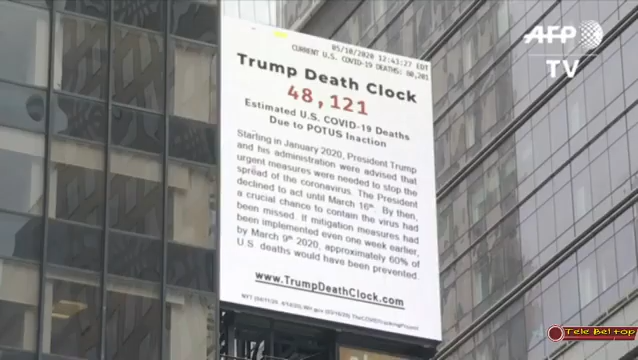 AFP
TV
05/10/2020 12:43:27 EDT
CURRENT U.S. COVID-19 DEATHS: 80,201
Trump Death Clock
48,121
Estimated U.S. COVID-19 Deaths
Due to POTUS Inaction
Starting in January 2020, President Trump
and his administration were advised that
urgent measures were needed to stop the
spread of the coronavirus. The President
declined to act until March 16th. By then,
a crucial chance to contain the virus had
been missed. If mitigation measures had
been implemented even one week earlier,
by March 9th 2020, approximately 60% of
U.S. deaths would have been prevented.
www.TrumpDeathClock.com
Tele Bel top